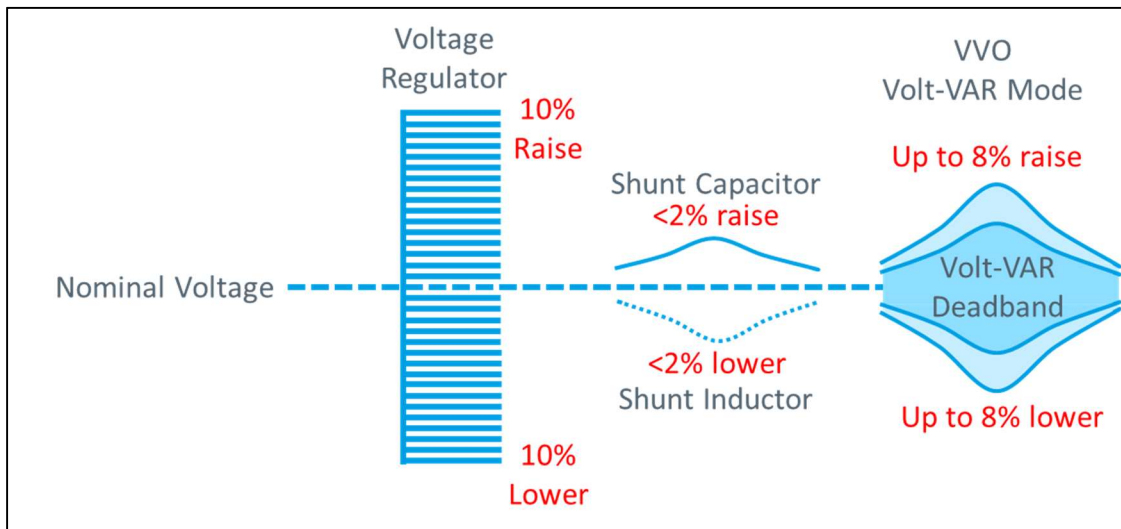 Voltage
Regulator
10%
Raise
VVO
Volt-VAR Mode
Up to 8% raise
Shunt Capacitor
<2% raise
Nominal Voltage
Volt-VAR
Deadband
<2% lower
Shunt Inductor
Up to 8% lower
10%
Lower